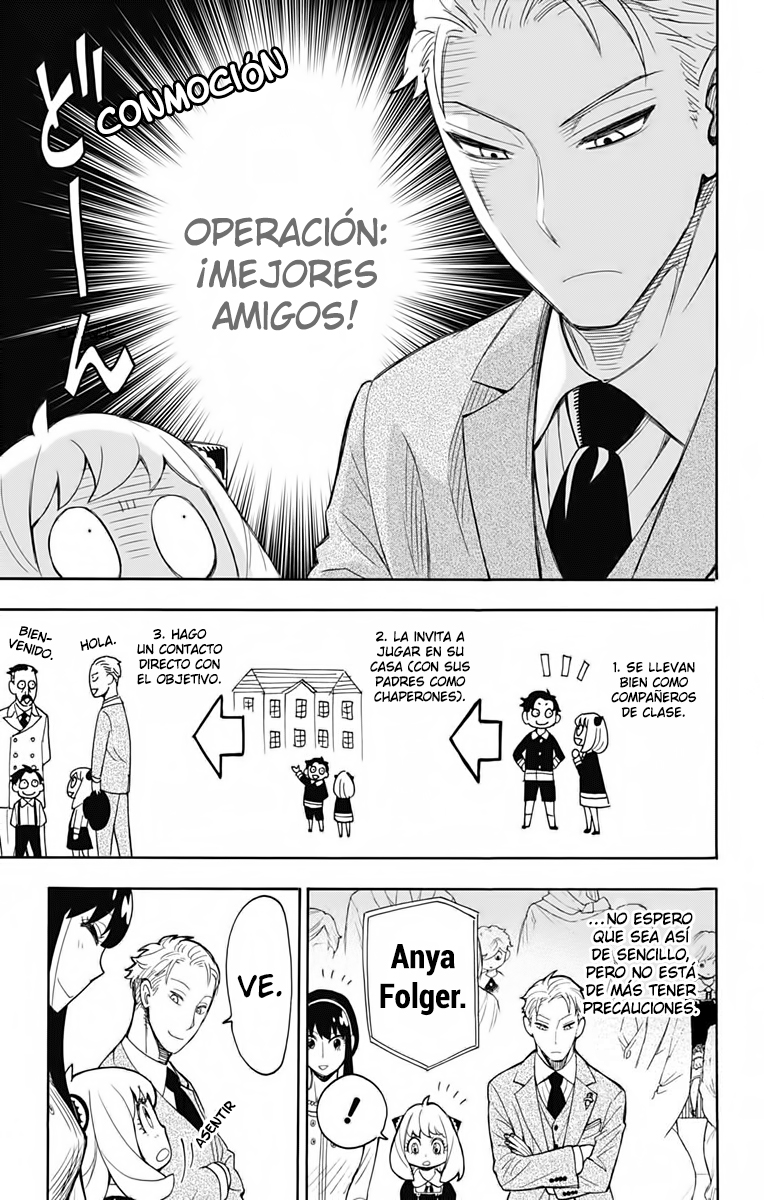 どーん
CONMOCIÓN
OPERACIÓN:
¡MEJORES
AMIGOS!
1. SE LLEVAN
BIEN COMO
COMPAÑEROS
DE CLASE.
2. LA INVITA A
JUGAR EN SU
CASA (CON SUS
PADRES COMO
CHAPERONES).
3. HAGO
UN CONTACTO
DIRECTO CON
EL OBJETIVO.
HOLA.
BIEN-
VENIDO.
...NO ESPERO
QUE SEA ASÍ
DE SENCILLO,
PERO NO ESTÁ
DE MÁS TENER
PRECAUCIONES.
Anya
Folger.
!
VE.
ASENTIR